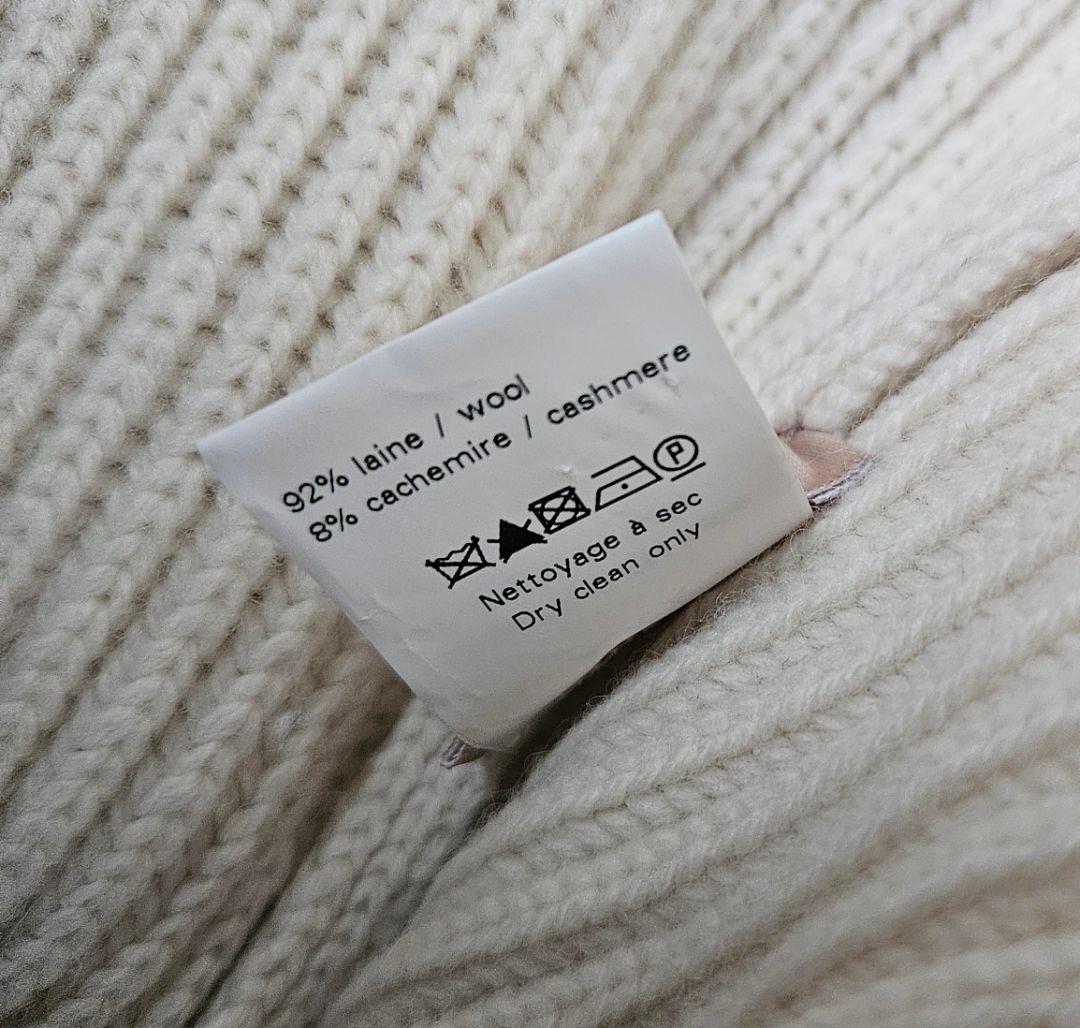 92% laine / wool
8% cachemire / cashmere
P
Nettoyage à sec
Dry clean only